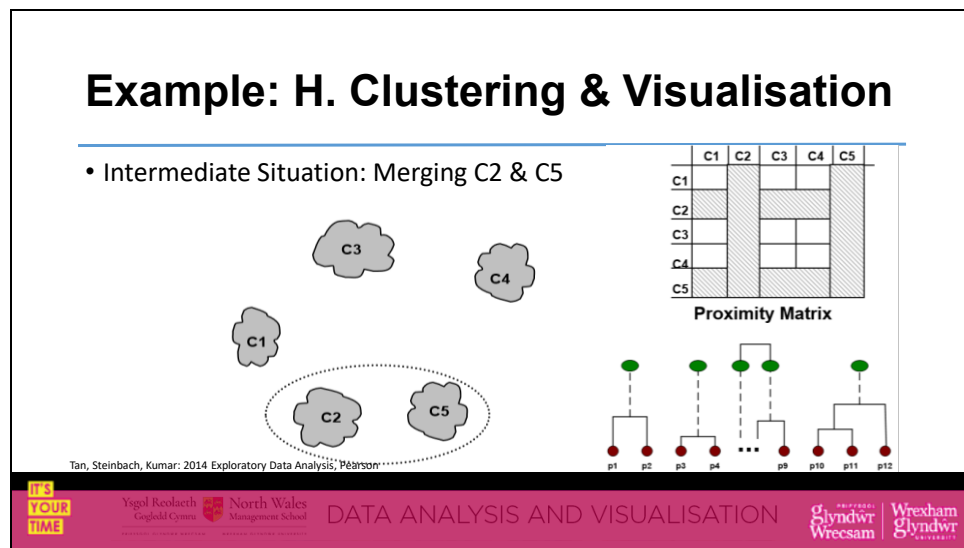 Example: H. Clustering & Visualisation
• Intermediate Situation: Merging C2 & C5
C1 C2 C3 C4 C5
C1
C2
C3
C4
C5
Proximity Matrix
C3
C4
C1
C2
C5
p1 p2 p3 p4 ... p9 p10 p11 p12
Tan, Steinbach, Kumar: 2014 Exploratory Data Analysis, Pearson
IT'S
YOUR
TIME
Ysgol Reolaeth
Gogledd Cymru
North Wales
Management School
DATA ANALYSIS AND VISUALISATION
PRIFYSGOL
Glyndŵr
Wrecsam
Wrexham
glyndŵr
UNIVERSITY